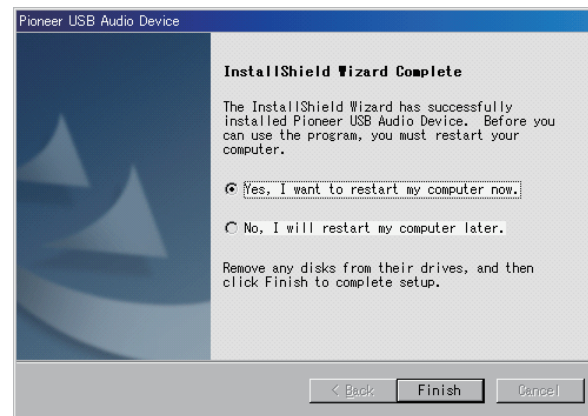 Pioneer USB Audio Device
InstallShield Wizard Complete
The InstallShield Wizard has successfully
installed Pioneer USB Audio Device.  Before you
can use the program, you must restart your
computer.
Yes, I want to restart my computer now.
No, I will restart my computer later.
Remove any disks from their drives, and then
click Finish to complete setup.
< Back
Finish
Cancel